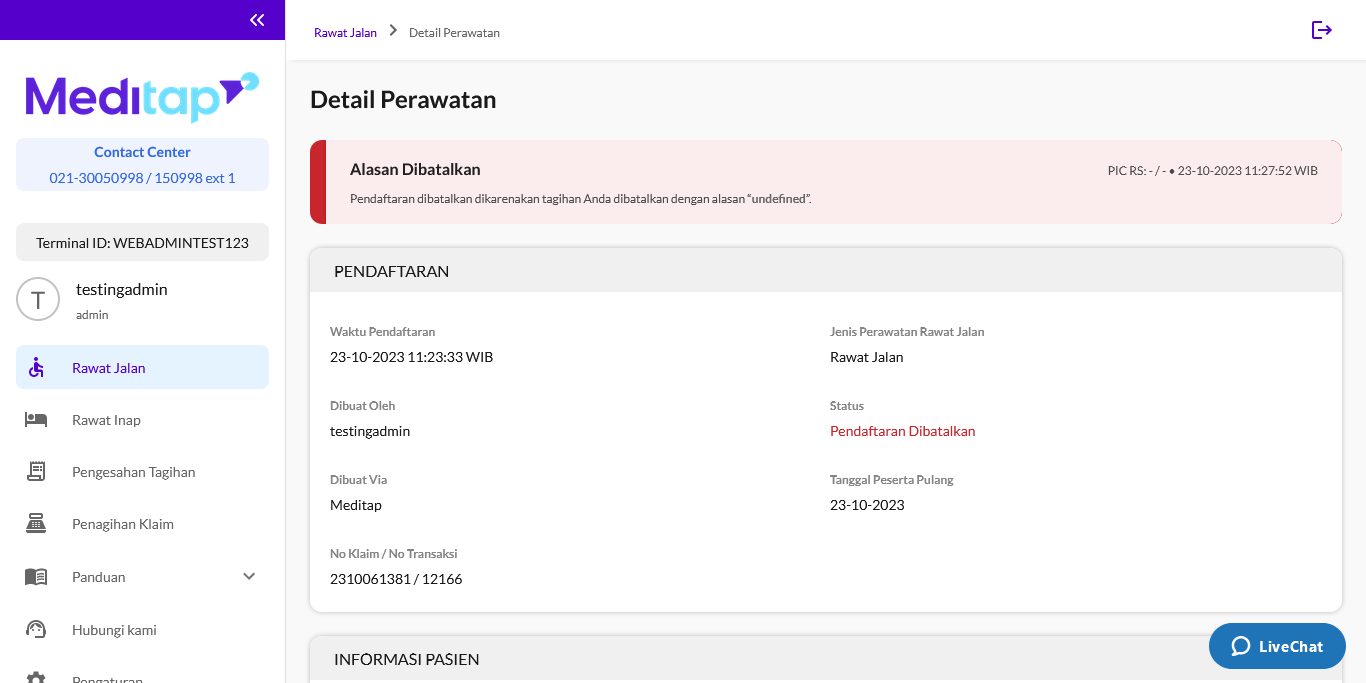 Rawat Jalan
Detail Perawatan
Meditap
Contact Center
021-30050998 / 150998 ext 1
Terminal ID: WEBADMINTEST123
T
testingadmin
admin
Rawat Jalan
Rawat Inap
Pengesahan Tagihan
Penagihan Klaim
Panduan
Hubungi kami
Pengaturan
Detail Perawatan
Alasan Dibatalkan
PIC RS: - / - • 23-10-2023 11:27:52 WIB
Pendaftaran dibatalkan dikarenakan tagihan Anda dibatalkan dengan alasan “undefined”.
PENDAFTARAN
Waktu Pendaftaran
23-10-2023 11:23:33 WIB
Jenis Perawatan Rawat Jalan
Rawat Jalan
Dibuat Oleh
testingadmin
Status
Pendaftaran Dibatalkan
Dibuat Via
Meditap
Tanggal Peserta Pulang
23-10-2023
No Klaim / No Transaksi
2310061381 / 12166
INFORMASI PASIEN
LiveChat